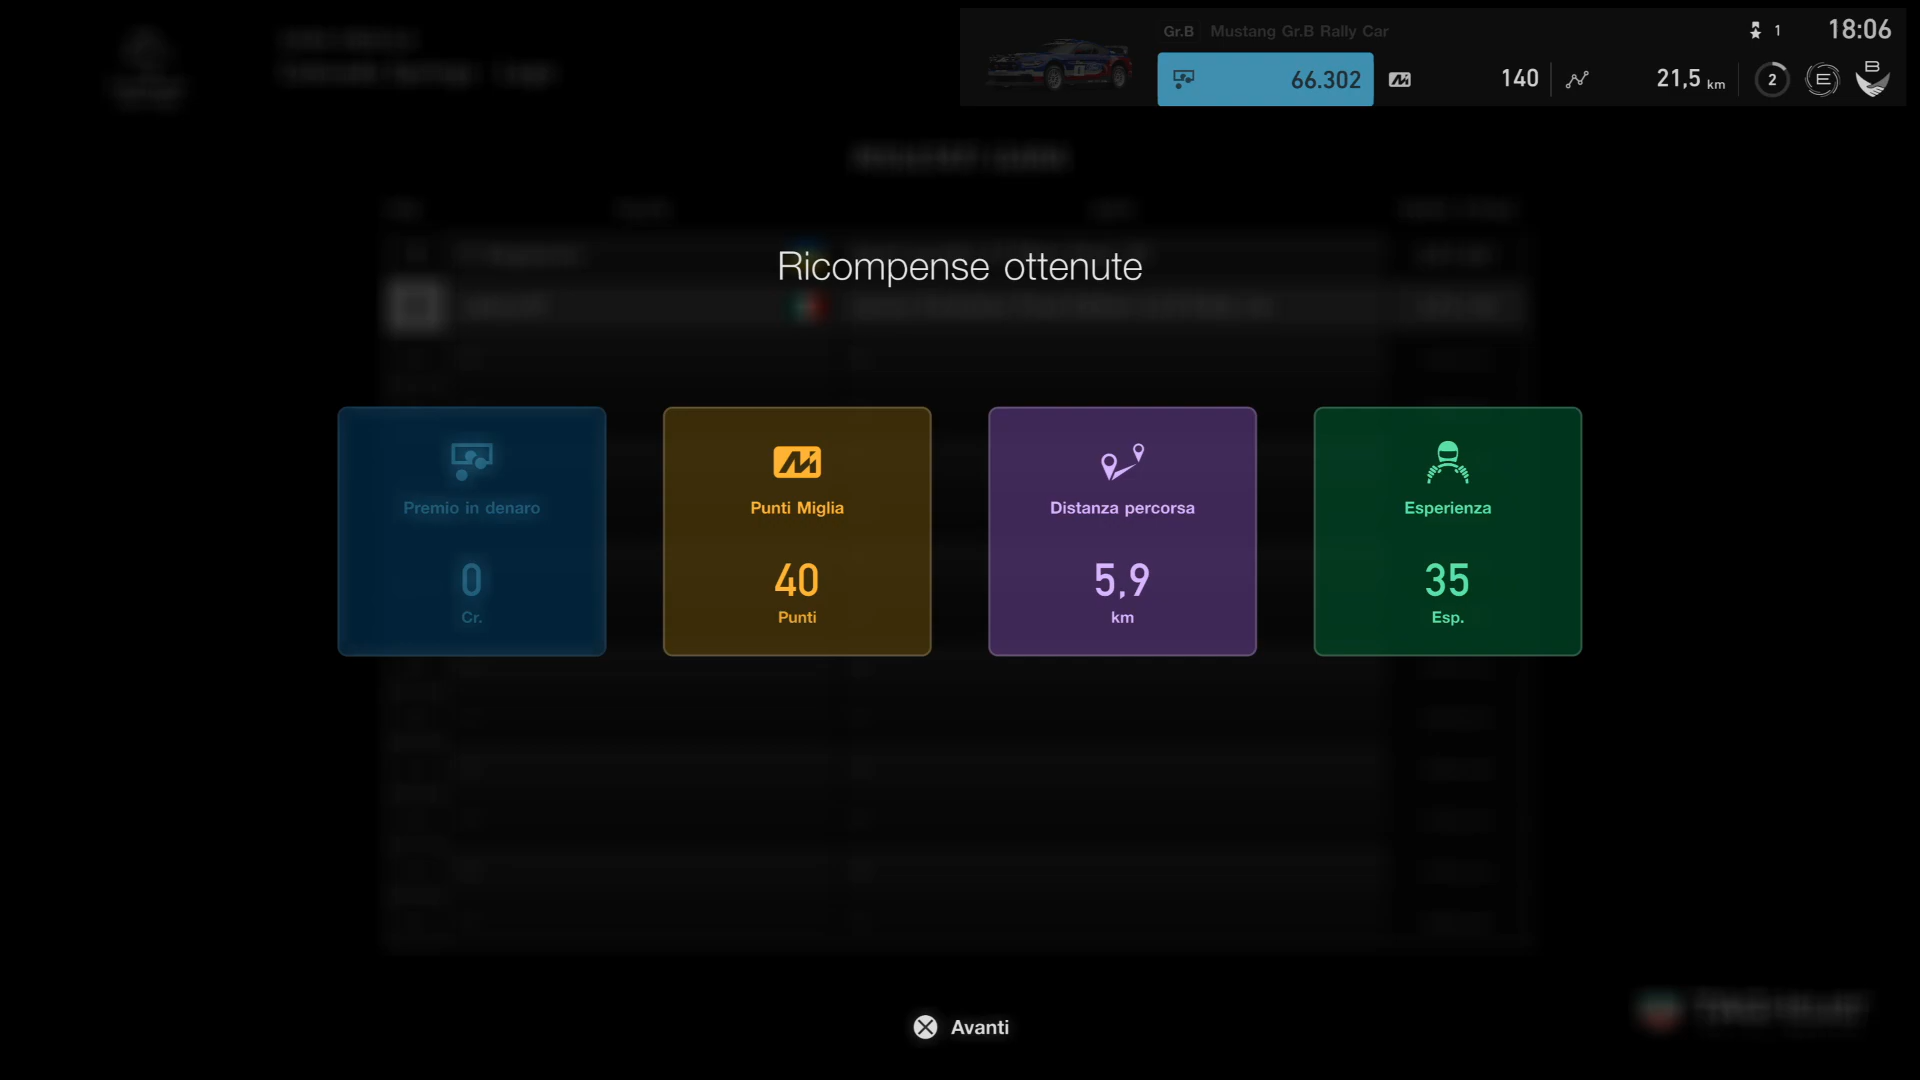 Gr.B Mustang Gr.B Rally Car
1
18:06
66.302
140
21,5 km
2
E
B
Ricompense ottenute
Premio in denaro
0
Cr.
Punti Miglia
40
Punti
Distanza percorsa
5,9
km
Esperienza
35
Esp.
Avanti